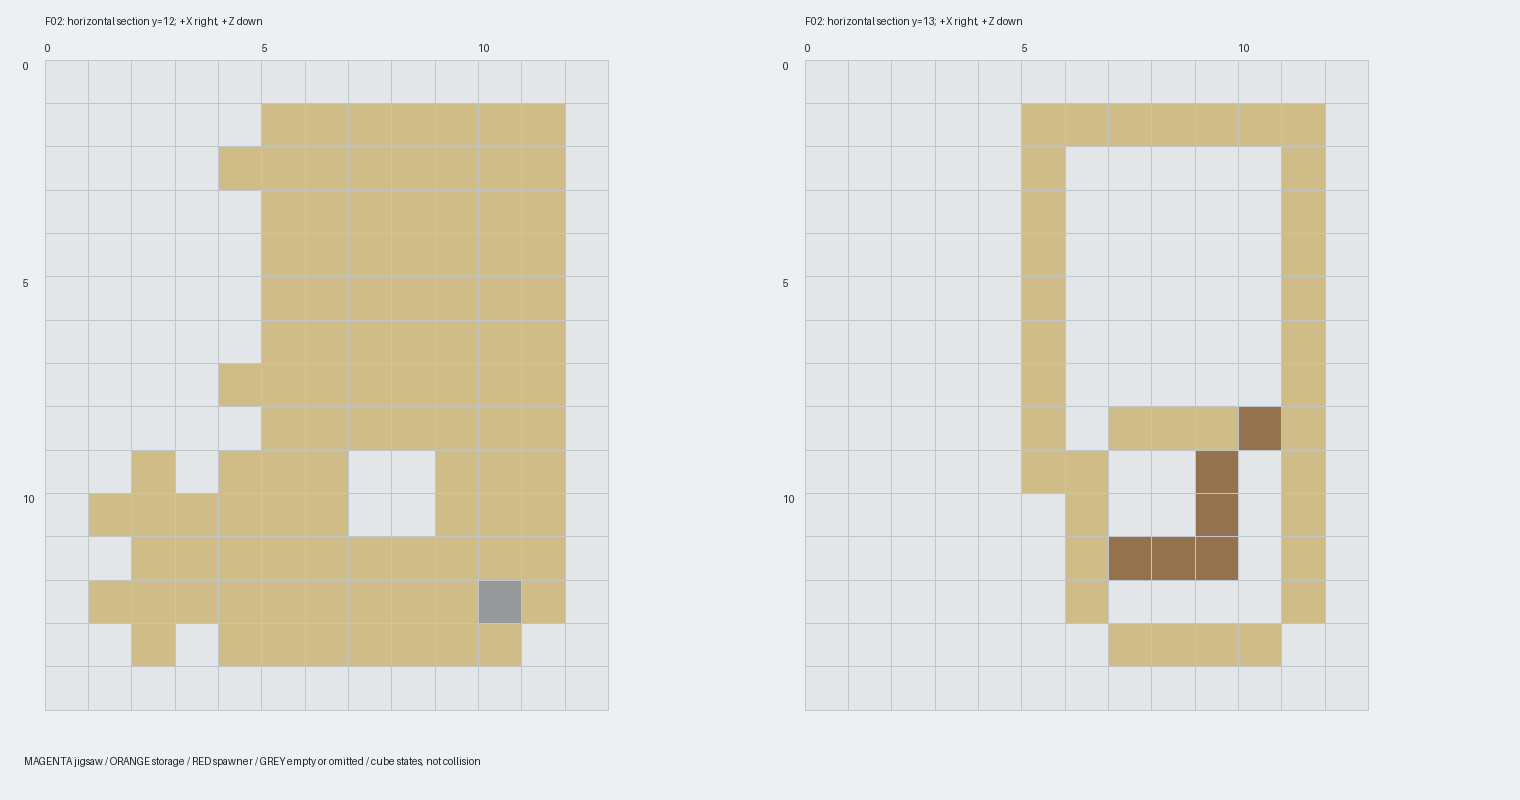 F02: horizontal section y=12; +X right, +Z down
F02: horizontal section y=13; +X right, +Z down
0 5 10
0 5 10
0
0
5
5
10
10
MAGENTA jigsaw / ORANGE storage / RED spawner / GREY empty or omitted / cube states, not collision